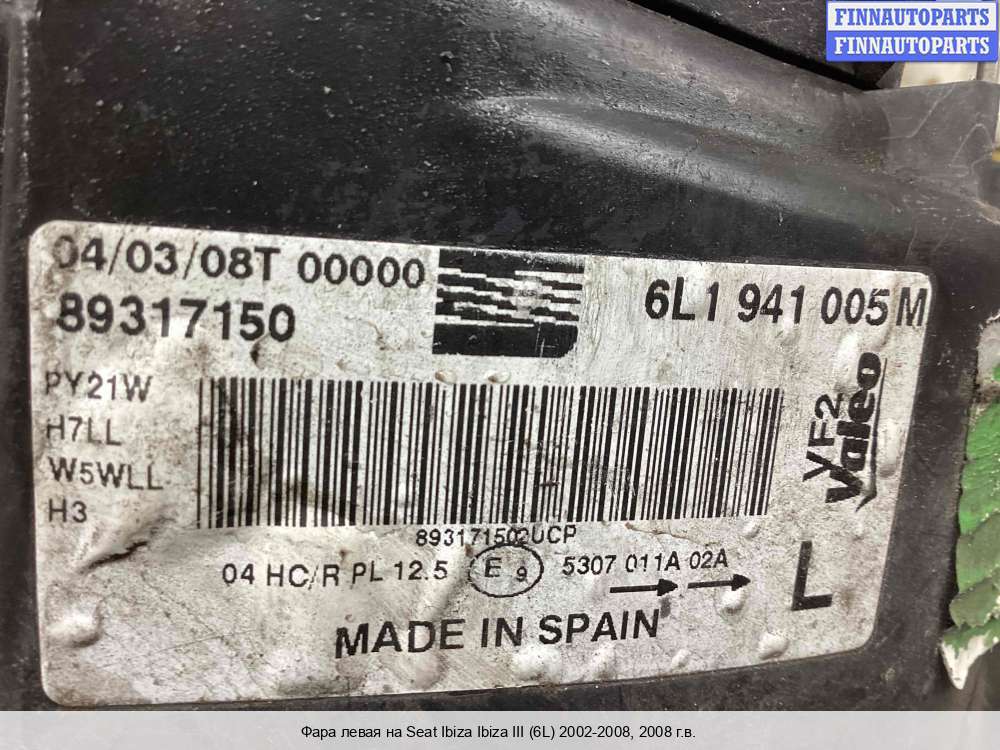 FINNAUTOPARTS
FINNAUTOPARTS
04/03/08T 00000
89317150
6L1 941 005 M
PY21W
H7LL
W5WLL
H3
VF2
Valeo
893171502UCP
04 HC/R PL 12.5 E 9 5307 011A 02A
L
MADE IN SPAIN
Фара левая на Seat Ibiza Ibiza III (6L) 2002-2008, 2008 г.в.